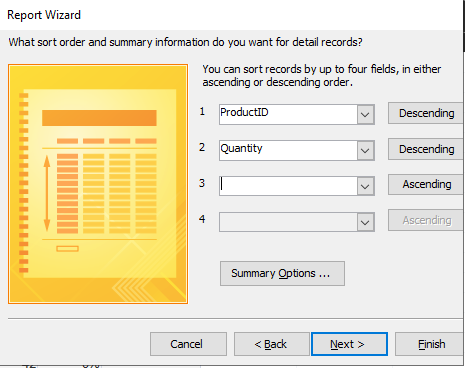 Report Wizard
What sort order and summary information do you want for detail records?
You can sort records by up to four fields, in either
ascending or descending order.
1 ProductID Descending
2 Quantity Descending
3 Ascending
4 Ascending
Summary Options ...
Cancel < Back Next > Finish